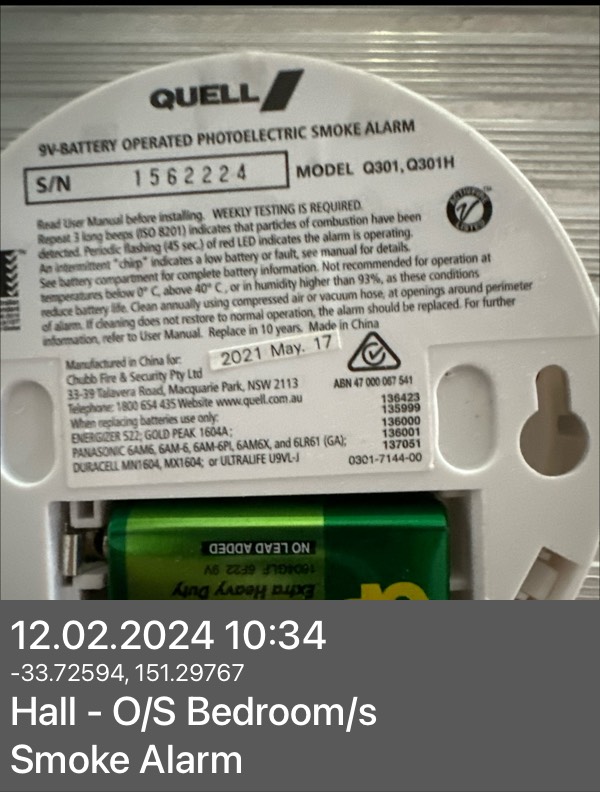 QUELL
9V-BATTERY OPERATED PHOTOELECTRIC SMOKE ALARM
S/N 1562224 MODEL Q301, Q301H
Read User Manual before installing. WEEKLY TESTING IS REQUIRED.
Repeat 3 long beeps (ISO 8201) indicates that particles of combustion have been
detected. Periodic flashing (45 sec.) of red LED indicates the alarm is operating.
An intermittent "chirp" indicates a low battery or fault, see manual for details.
See battery compartment for complete battery information. Not recommended for operation at
temperatures below 0° C, above 40° C, or in humidity higher than 93%, as these conditions
reduce battery life. Clean annually using compressed air or vacuum hose, at openings around perimeter
of alarm. If cleaning does not restore to normal operation, the alarm should be replaced. For further
information, refer to User Manual. Replace in 10 years. Made in China
2021 May. 17
Manufactured in China for:
Chubb Fire & Security Pty Ltd
33-39 Talavera Road, Macquarie Park, NSW 2113
Telephone: 1800 654 435 Website www.quell.com.au
When replacing batteries use only:
ENERGIZER 522; GOLD PEAK 1604A;
PANASONIC 6AM6, 6AM-6, 6AM-6PI, 6AM6X, and 6LR61 (GA);
DURACELL MN1604, MX1604; or ULTRALIFE U9VL-J
ABN 47 000 067 541
136423
135999
136000
136001
137051
0301-7144-00
NO LEAD ADDED
1604GLF 6F22 9V
Extra Heavy Duty
12.02.2024 10:34
-33.72594, 151.29767
Hall - O/S Bedroom/s
Smoke Alarm